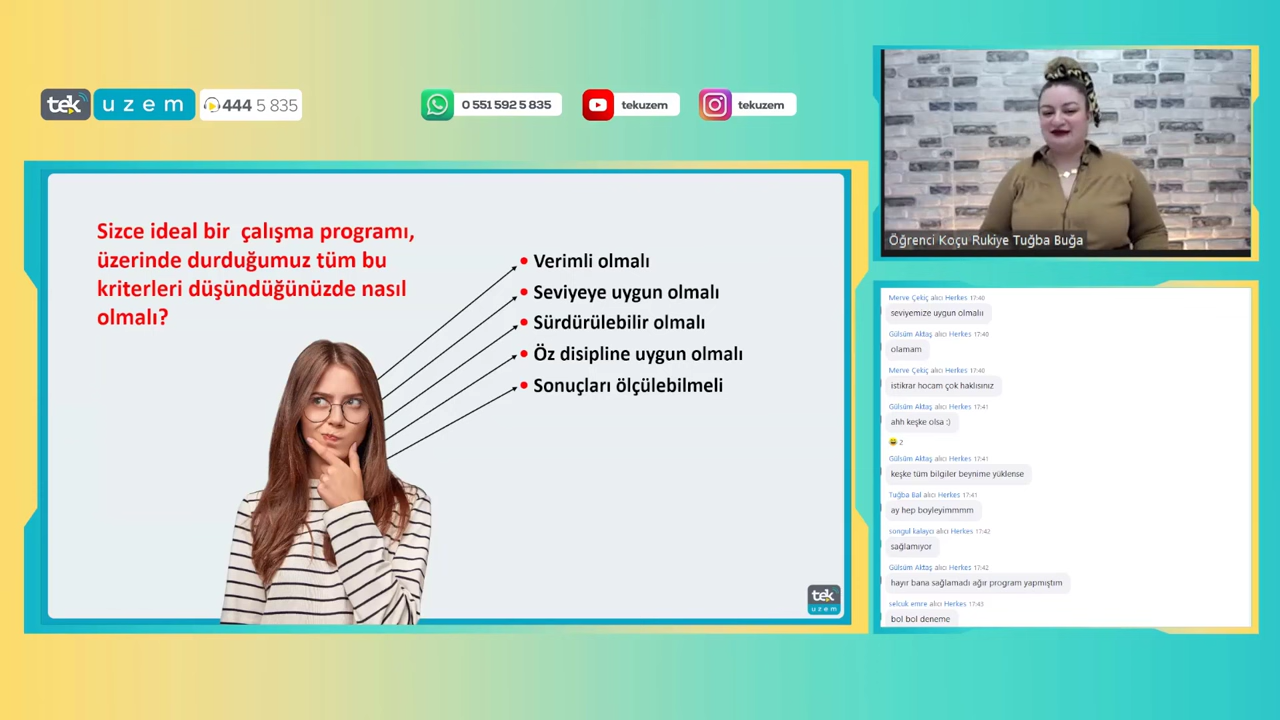 tek uzem 444 5 835
0 551 592 5 835
tekuzem
tekuzem
Sizce ideal bir çalışma programı,
üzerinde durduğumuz tüm bu
kriterleri düşündüğünüzde nasıl
olmalı?
• Verimli olmalı
• Seviyeye uygun olmalı
• Sürdürülebilir olmalı
• Öz disipline uygun olmalı
• Sonuçları ölçülebilmeli
tek
uzem
Öğrenci Koçu Rukiye Tuğba Buğa
Merve Çekiç alıcı Herkes 17:40
seviyemize uygun olmalıı
Gülsüm Aktaş alıcı Herkes 17:40
olamam
Merve Çekiç alıcı Herkes 17:40
istikrar hocam çok haklısınız
Gülsüm Aktaş alıcı Herkes 17:41
ahh keşke olsa :)
2
Gülsüm Aktaş alıcı Herkes 17:41
keşke tüm bilgiler beynime yüklense
Tuğba Bal alıcı Herkes 17:41
ay hep boyleyimmmm
songul kalaycı alıcı Herkes 17:42
sağlamıyor
Gülsüm Aktaş alıcı Herkes 17:42
hayır bana sağlamadı ağır program yapmıştım
selcuk emre alıcı Herkes 17:43
bol bol deneme